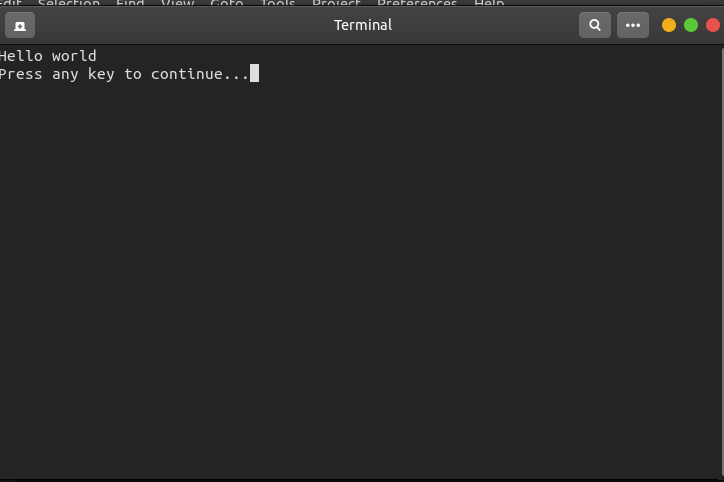 Edit Selection Find View Goto Tools Project Preferences Help
Terminal
Hello world
Press any key to continue...